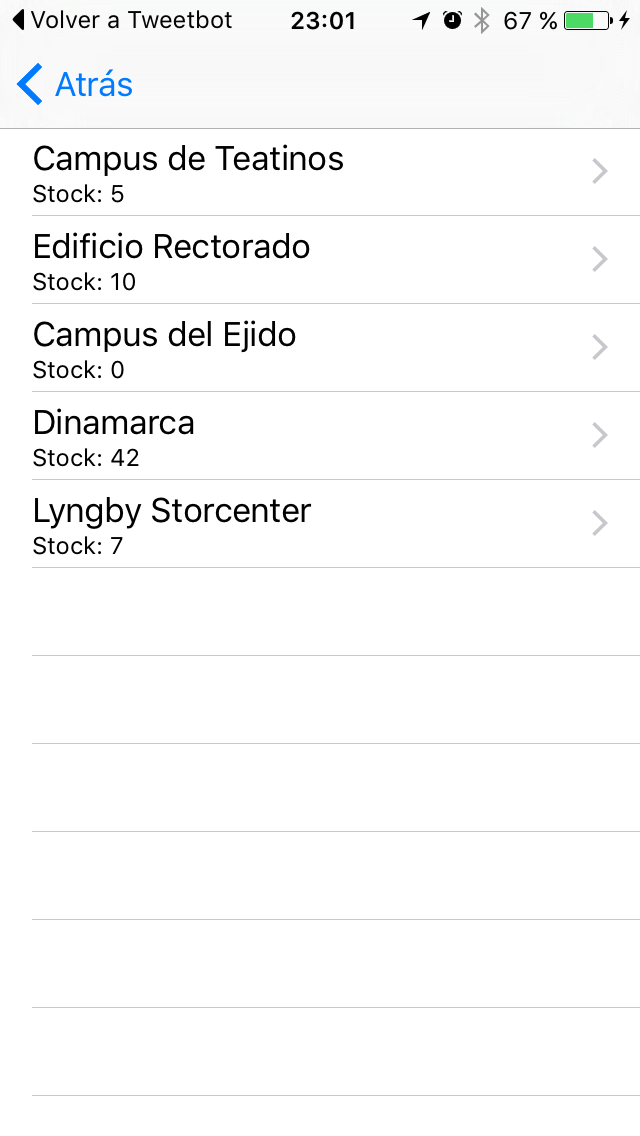 Volver a Tweetbot 23:01 67 %
Atrás
Campus de Teatinos
Stock: 5
Edificio Rectorado
Stock: 10
Campus del Ejido
Stock: 0
Dinamarca
Stock: 42
Lyngby Storcenter
Stock: 7